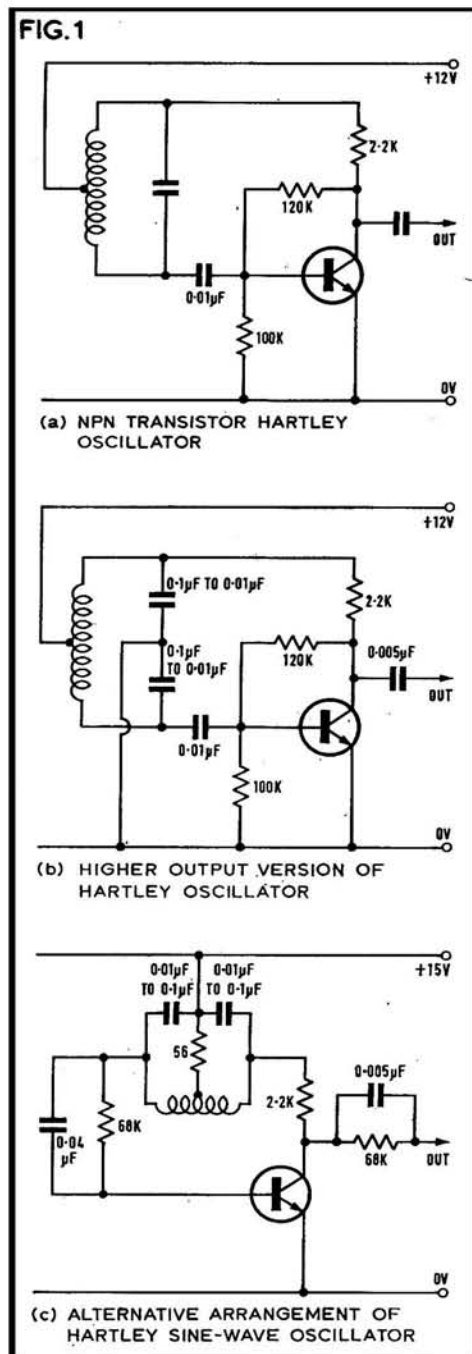 FIG.1
+12V
2·2K
120K
OUT
0·01µF
100K
0V
(a) NPN TRANSISTOR HARTLEY
OSCILLATOR
+12V
0·1µF TO 0·01µF
2·2K
0·1µF
TO 0·01µF
120K
0·005µF
OUT
0·01µF
100K
0V
(b) HIGHER OUTPUT VERSION OF
HARTLEY OSCILLATOR
0·01µF 0·01µF
TO 0·1µF TO 0·1µF
+15V
56
0·005µF
2·2K
68K
0·04
µF
68K
OUT
0V
(c) ALTERNATIVE ARRANGEMENT OF
HARTLEY SINE-WAVE OSCILLATOR